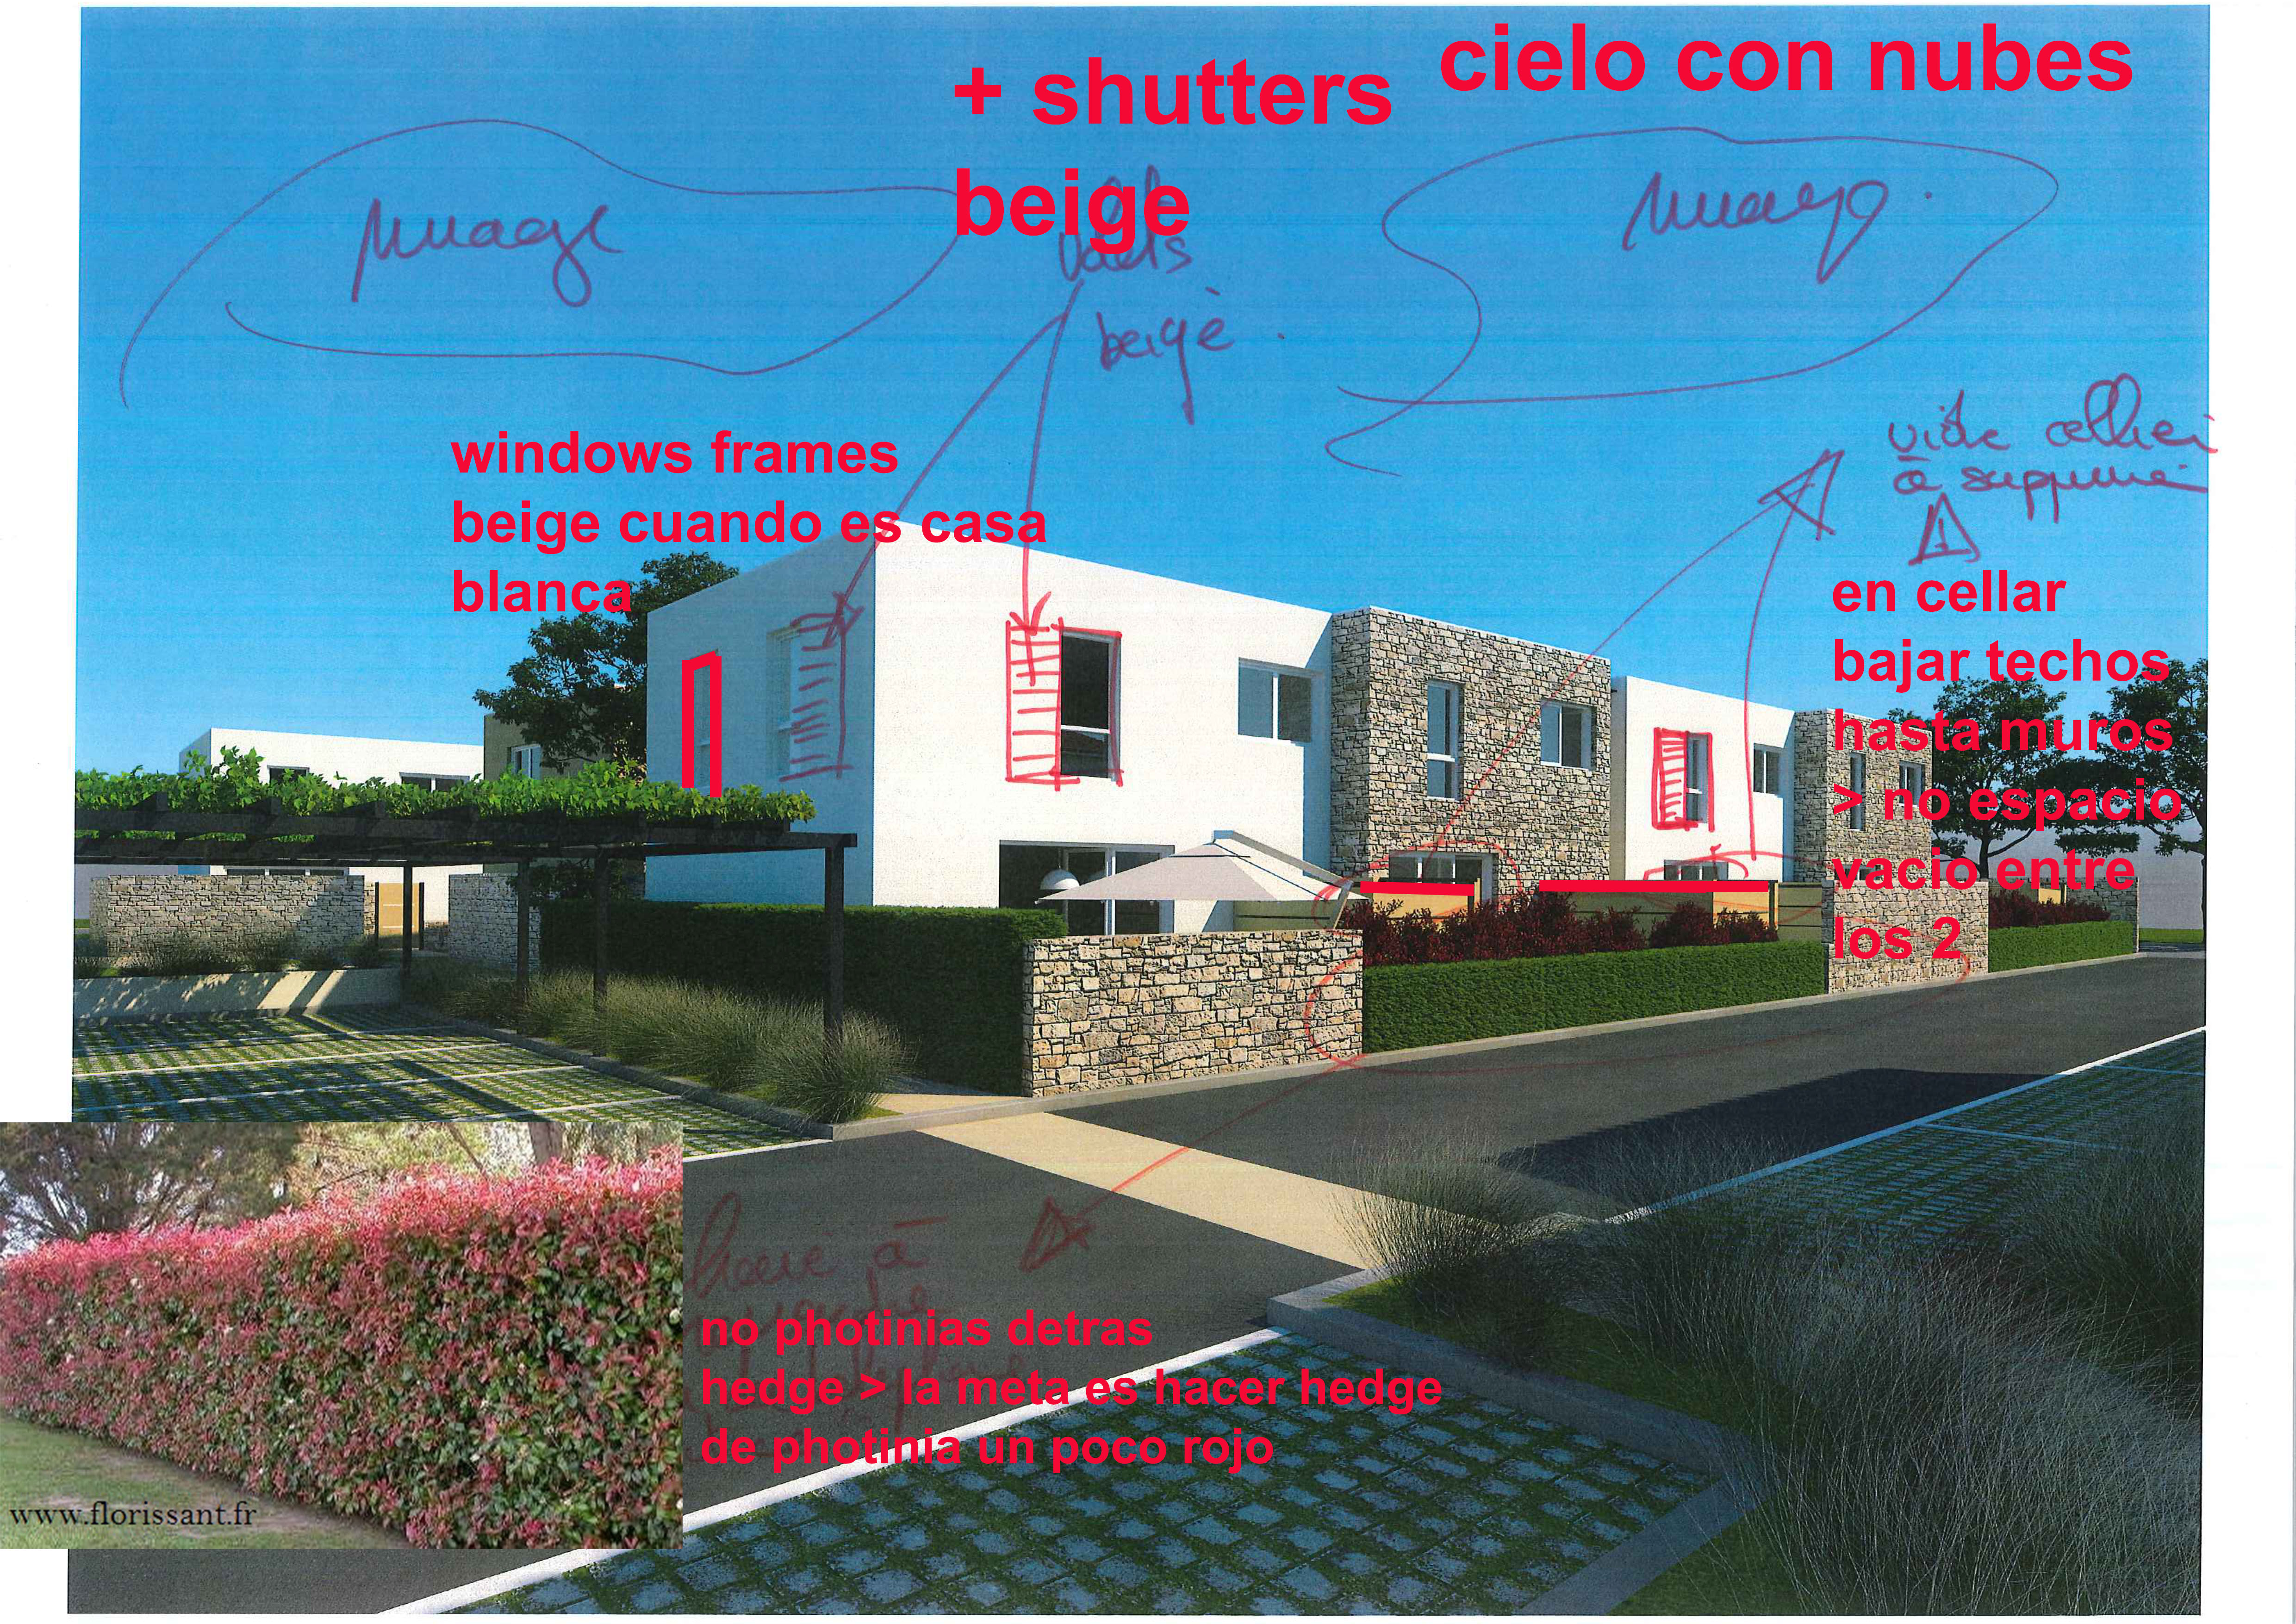 cielo con nubes
+ shutters
beige
nuage
nuage
volets
beige
vide cellier
à supprimer
windows frames
beige cuando es casa
blanca
en cellar
bajar techos
hasta muros
> no espacio
vacio entre
los 2
haie à
no photinias detras
hedge > la meta es hacer hedge
de photinia un poco rojo
www.florissant.fr